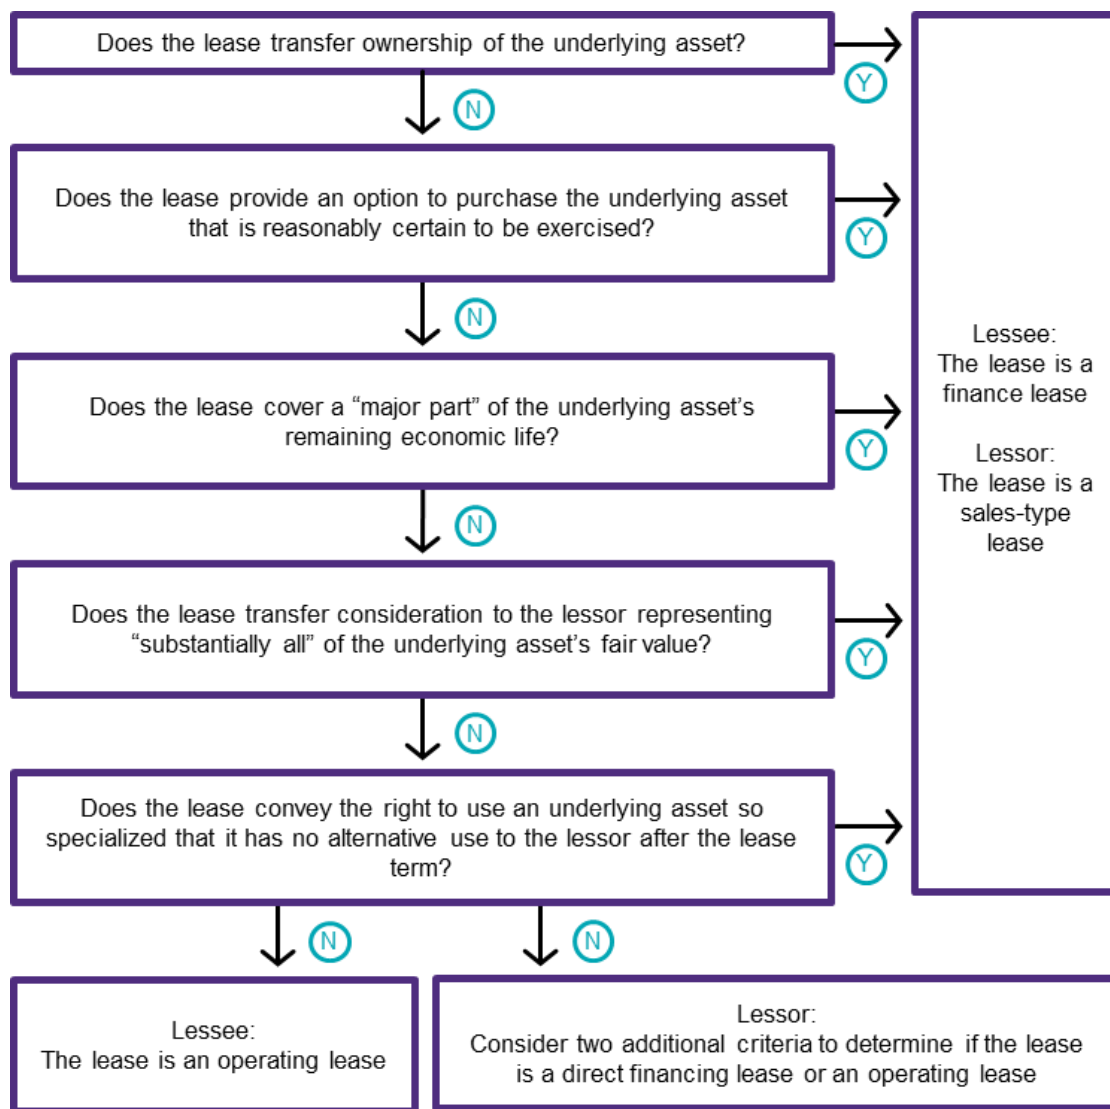 Does the lease transfer ownership of the underlying asset?
Y
N
Does the lease provide an option to purchase the underlying asset
that is reasonably certain to be exercised?
Y
N
Does the lease cover a “major part” of the underlying asset’s
remaining economic life?
Y
N
Does the lease transfer consideration to the lessor representing
“substantially all” of the underlying asset’s fair value?
Y
N
Does the lease convey the right to use an underlying asset so
specialized that it has no alternative use to the lessor after the lease
term?
Y
Lessee:
The lease is a
finance lease
Lessor:
The lease is a
sales-type
lease
N
N
Lessee:
The lease is an operating lease
Lessor:
Consider two additional criteria to determine if the lease
is a direct financing lease or an operating lease